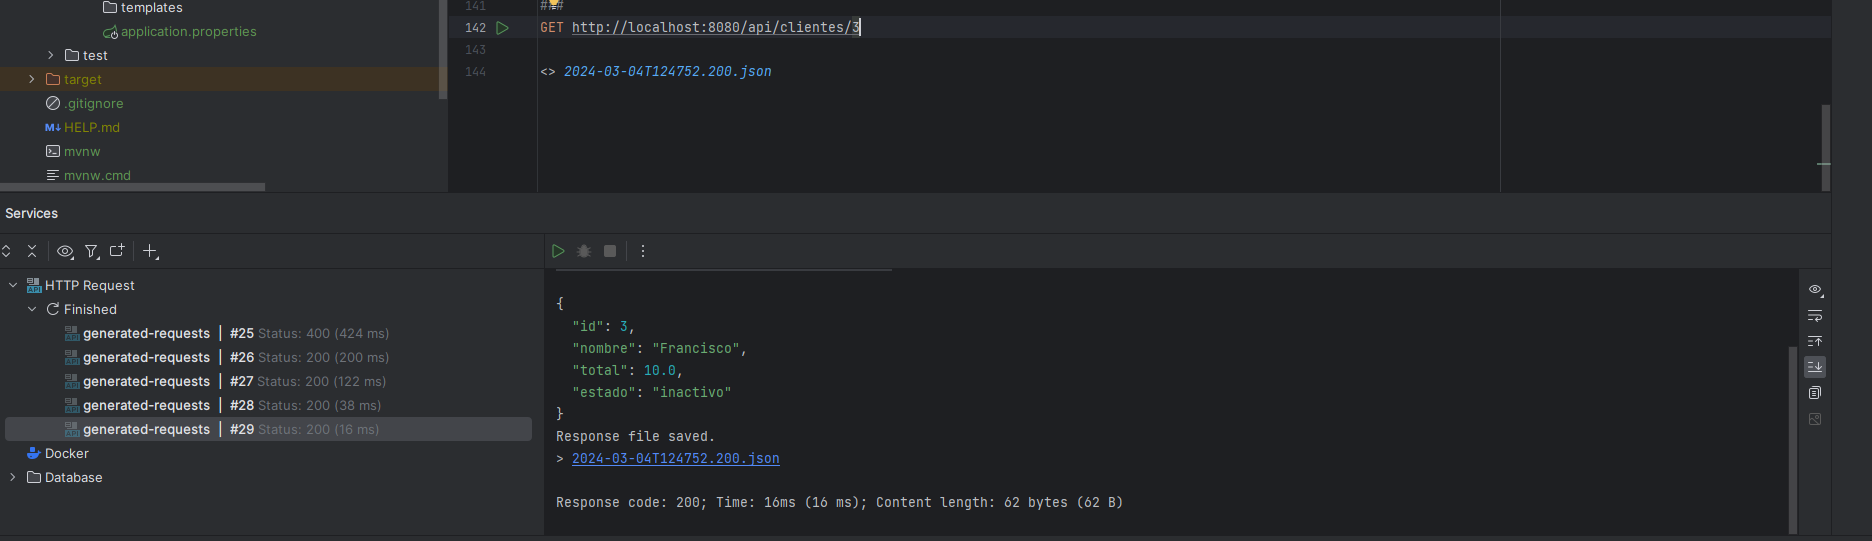 templates
application.properties
test
target
.gitignore
HELP.md
mvnw
mvnw.cmd
141 ###
142 GET http://localhost:8080/api/clientes/3
143
144 <> 2024-03-04T124752.200.json
Services
HTTP Request
Finished
generated-requests | #25 Status: 400 (424 ms)
generated-requests | #26 Status: 200 (200 ms)
generated-requests | #27 Status: 200 (122 ms)
generated-requests | #28 Status: 200 (38 ms)
generated-requests | #29 Status: 200 (16 ms)
Docker
Database
{
"id": 3,
"nombre": "Francisco",
"total": 10.0,
"estado": "inactivo"
}
Response file saved.
> 2024-03-04T124752.200.json
Response code: 200; Time: 16ms (16 ms); Content length: 62 bytes (62 B)